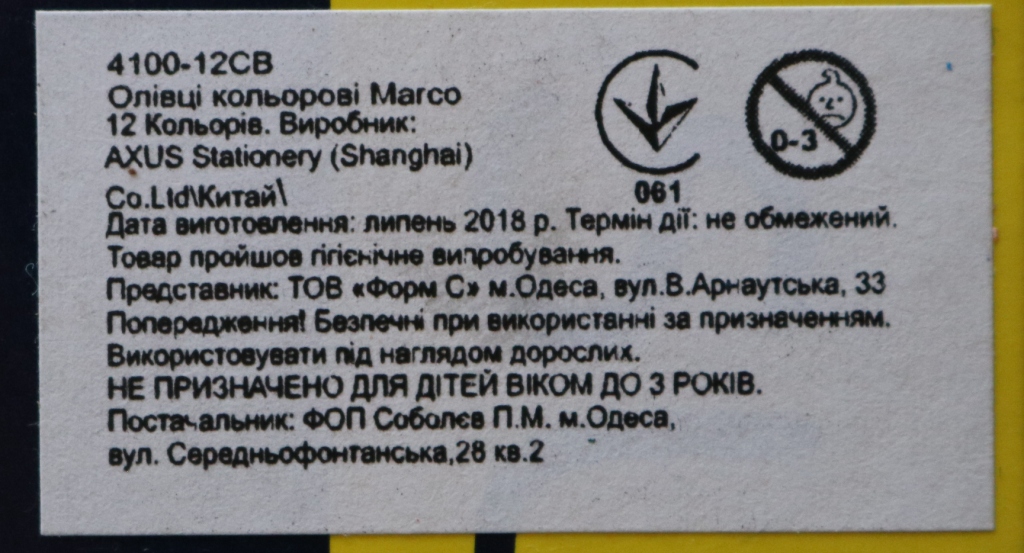 4100-12CB
Олівці кольорові Marco
12 Кольорів. Виробник:
AXUS Stationery (Shanghai)
Co.Ltd\Китай\
061
0-3
Дата виготовлення: липень 2018 р. Термін дії: не обмежений.
Товар пройшов гігієнічне випробування.
Представник: ТОВ «Форм С» м.Одеса, вул.В.Арнаутська, 33
Попередження! Безпечні при використанні за призначенням.
Використовувати під наглядом дорослих.
НЕ ПРИЗНАЧЕНО ДЛЯ ДІТЕЙ ВІКОМ ДО 3 РОКІВ.
Постачальник: ФОП Соболєв П.М. м.Одеса,
вул. Середньофонтанська,28 кв.2